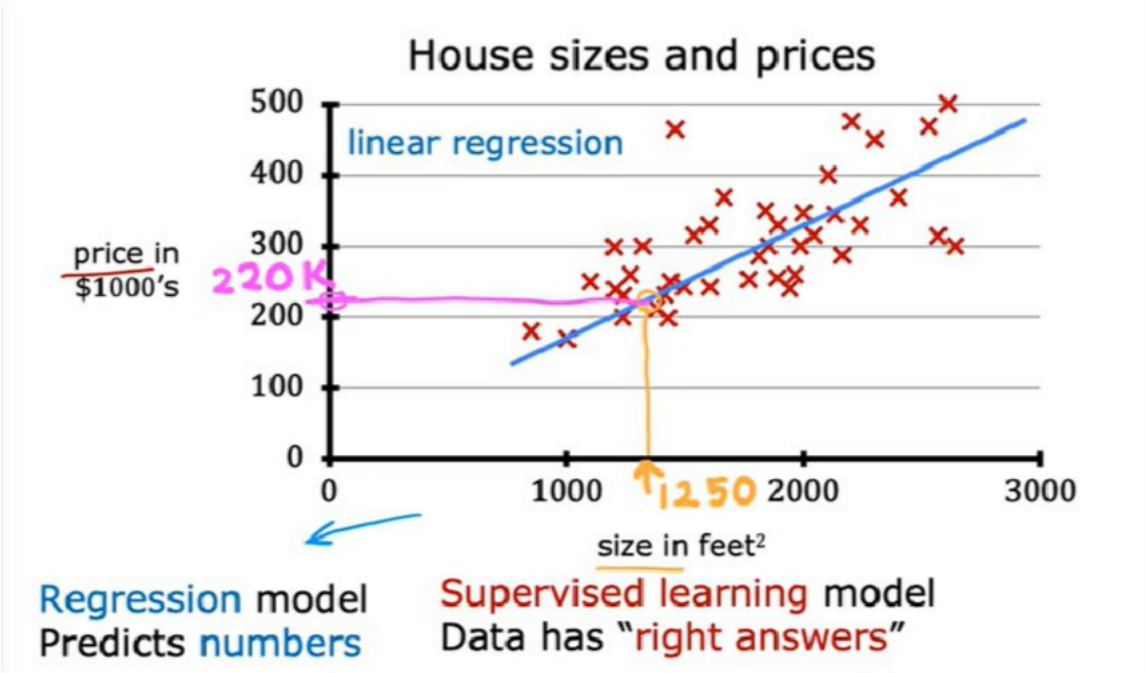 House sizes and prices
500
linear regression
400
300
price in
$1000's
220K
200
100
0
0 1000 1250 2000 3000
size in feet²
Regression model
Predicts numbers
Supervised learning model
Data has “right answers”